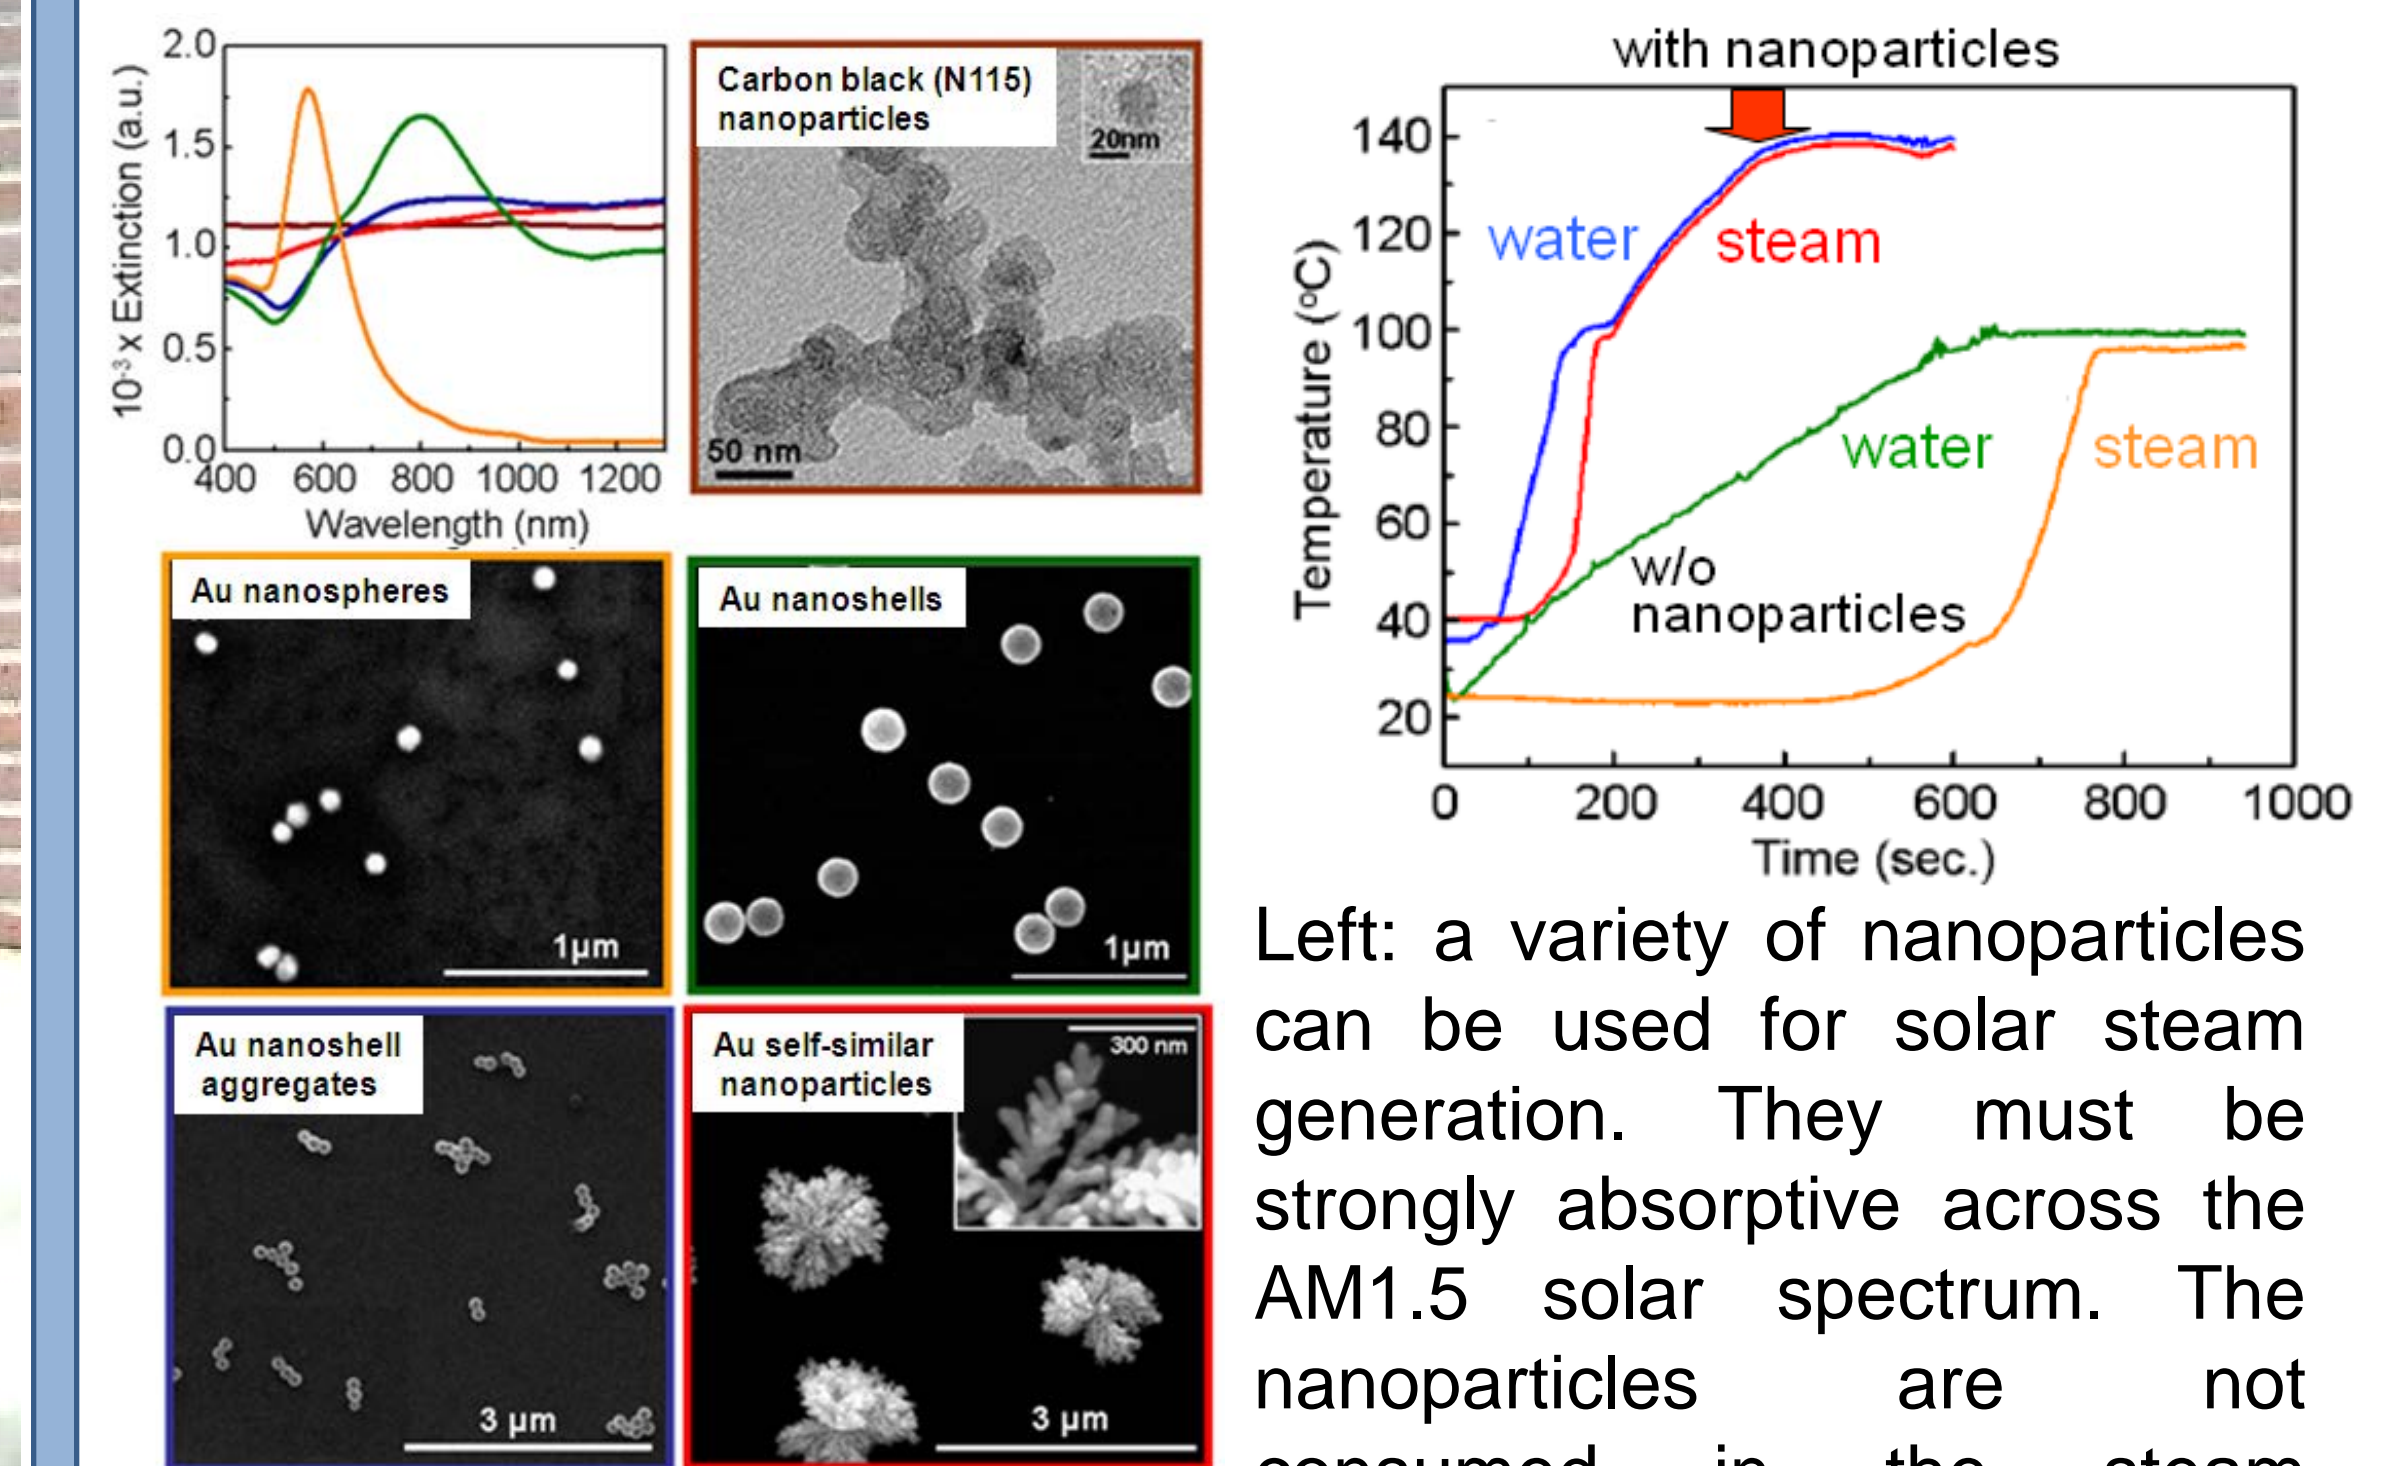 2.0
1.5
1.0
0.5
0.0
10⁻³ x Extinction (a.u.)
400 600 800 1000 1200
Wavelength (nm)
Carbon black (N115)
nanoparticles
20nm
50 nm
Au nanospheres
1µm
Au nanoshells
1µm
Au nanoshell
aggregates
3 µm
Au self-similar
nanoparticles
300 nm
3 µm
with nanoparticles
140
120
100
80
60
40
20
Temperature (ºC)
water steam
water steam
w/o
nanoparticles
0 200 400 600 800 1000
Time (sec.)
Left: a variety of nanoparticles
can be used for solar steam
generation. They must be
strongly absorptive across the
AM1.5 solar spectrum. The
nanoparticles are not
consumed in the steam